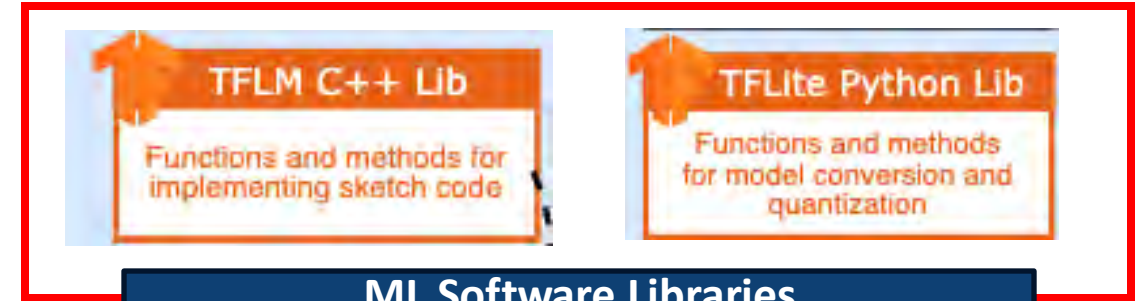 TFLM C++ Lib
Functions and methods for
implementing sketch code
TFLite Python Lib
Functions and methods
for model conversion and
quantization
ML Software Libraries